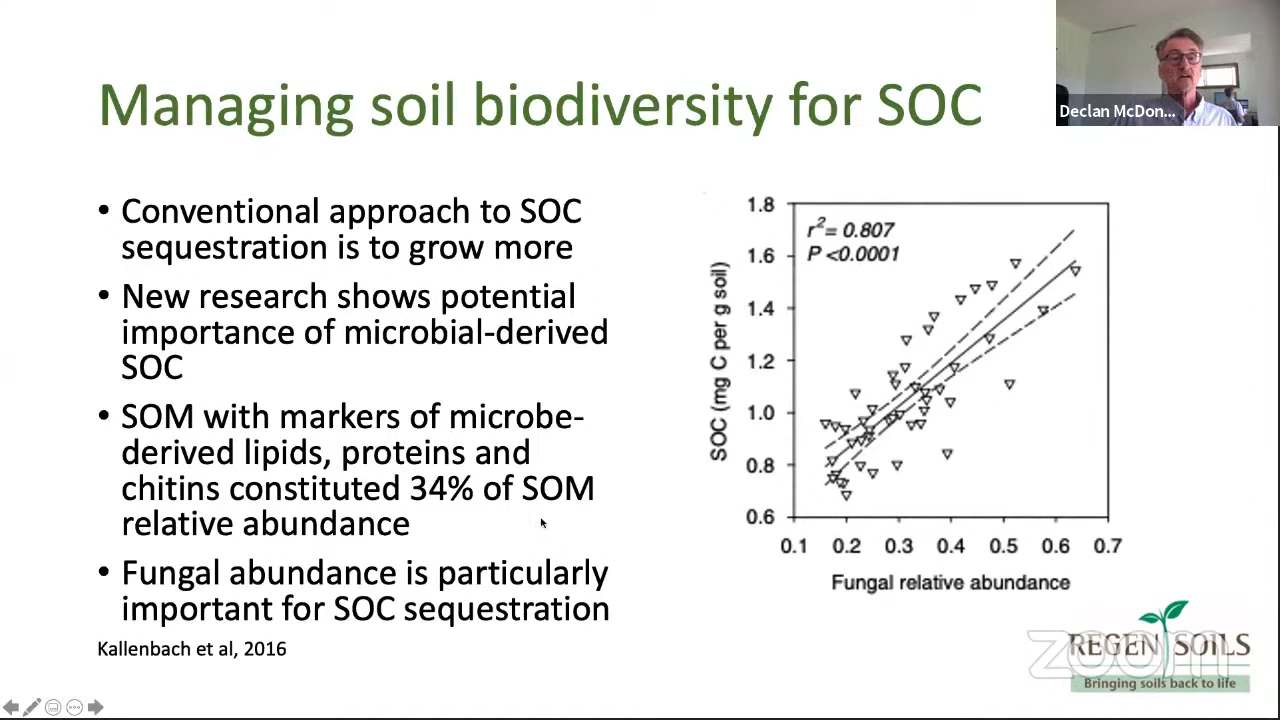 Managing soil biodiversity for SOC
Declan McDon...
• Conventional approach to SOC
sequestration is to grow more
• New research shows potential
importance of microbial-derived
SOC
• SOM with markers of microbe-
derived lipids, proteins and
chitins constituted 34% of SOM
relative abundance
• Fungal abundance is particularly
important for SOC sequestration
Kallenbach et al, 2016
r²= 0.807
P <0.0001
SOC (mg C per g soil)
1.8
1.6
1.4
1.2
1.0
0.8
0.6
0.1 0.2 0.3 0.4 0.5 0.6 0.7
Fungal relative abundance
zoom
REGEN SOILS
Bringing soils back to life